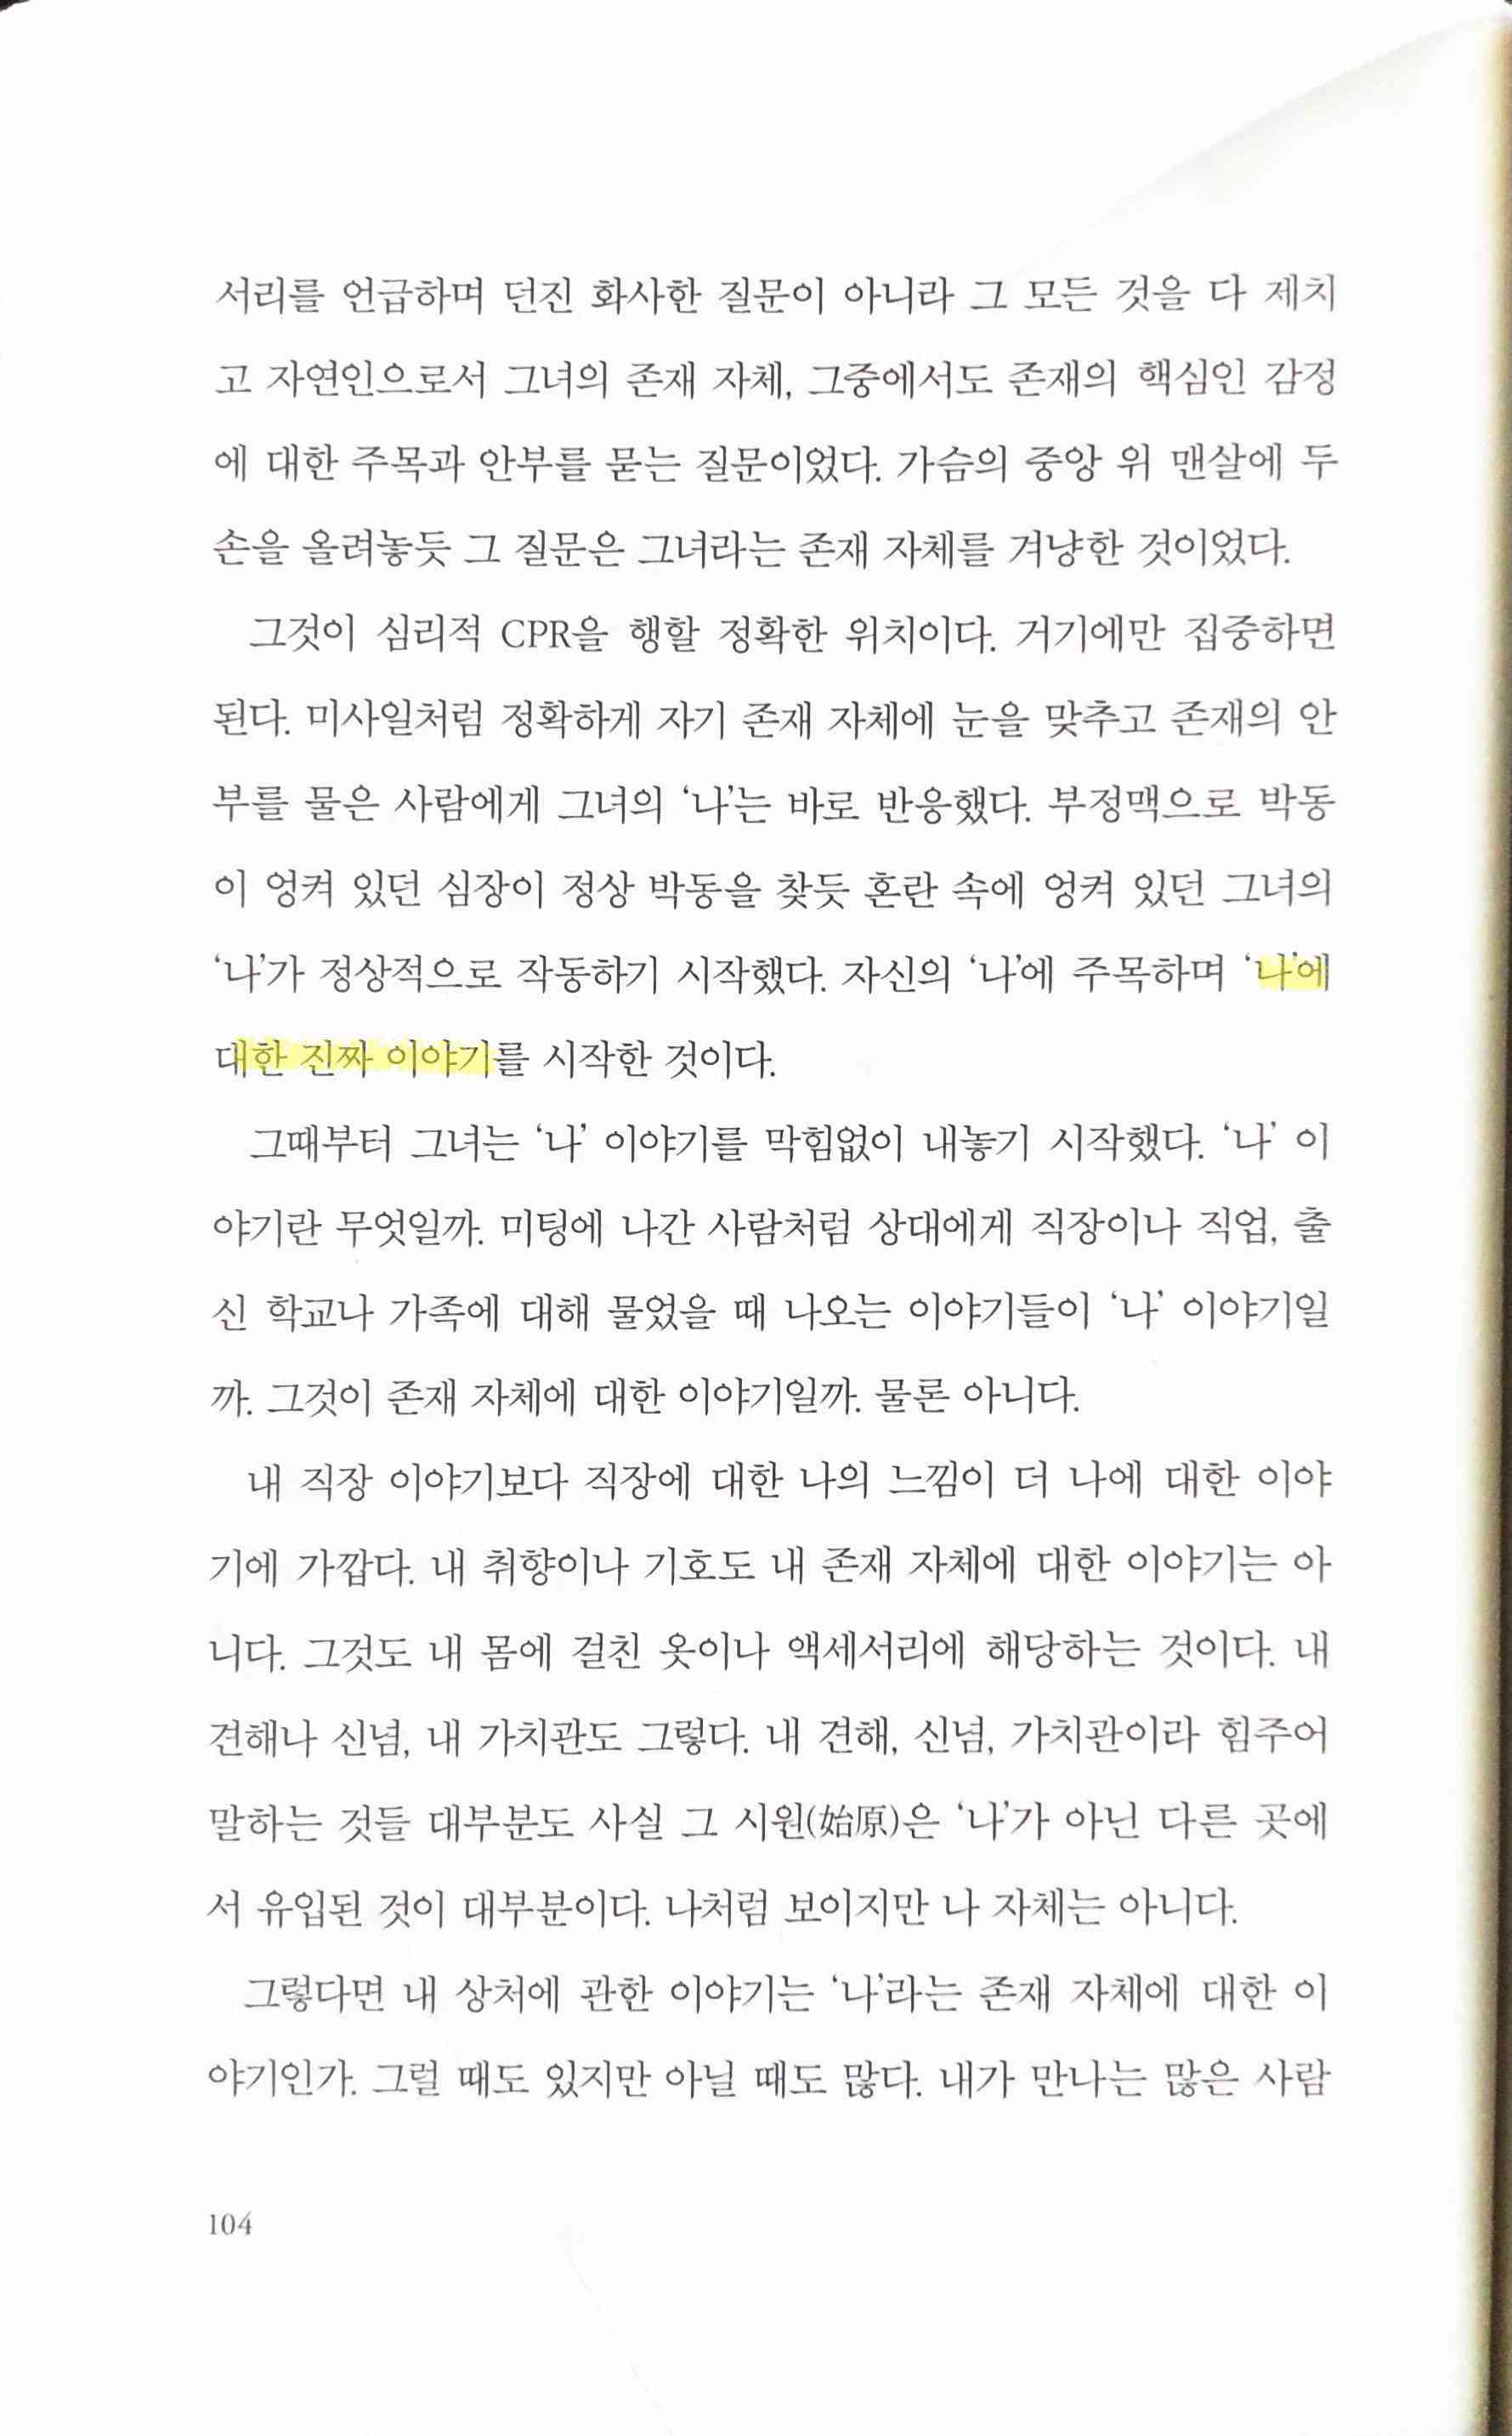 서리를 언급하며 던진 화사한 질문이 아니라 그 모든 것을 다 제치
고 자연인으로서 그녀의 존재 자체, 그중에서도 존재의 핵심인 감정
에 대한 주목과 안부를 묻는 질문이었다. 가슴의 중앙 위 맨살에 두
손을 올려놓듯 그 질문은 그녀라는 존재 자체를 겨냥한 것이었다.
그것이 심리적 CPR을 행할 정확한 위치이다. 거기에만 집중하면
된다. 미사일처럼 정확하게 자기 존재 자체에 눈을 맞추고 존재의 안
부를 물은 사람에게 그녀의 ‘나’는 바로 반응했다. 부정맥으로 박동
이 엉켜 있던 심장이 정상 박동을 찾듯 혼란 속에 엉켜 있던 그녀의
‘나’가 정상적으로 작동하기 시작했다. 자신의 ‘나’에 주목하며 ‘나’에
대한 진짜 이야기를 시작한 것이다.
그때부터 그녀는 ‘나’ 이야기를 막힘없이 내놓기 시작했다. ‘나’ 이
야기란 무엇일까. 미팅에 나간 사람처럼 상대에게 직장이나 직업, 출
신 학교나 가족에 대해 물었을 때 나오는 이야기들이 ‘나’ 이야기일
까. 그것이 존재 자체에 대한 이야기일까. 물론 아니다.
내 직장 이야기보다 직장에 대한 나의 느낌이 더 나에 대한 이야
기에 가깝다. 내 취향이나 기호도 내 존재 자체에 대한 이야기는 아
니다. 그것도 내 몸에 걸친 옷이나 액세서리에 해당하는 것이다. 내
견해나 신념, 내 가치관도 그렇다. 내 견해, 신념, 가치관이라 힘주어
말하는 것들 대부분도 사실 그 시원(始原)은 ‘나’가 아닌 다른 곳에
서 유입된 것이 대부분이다. 나처럼 보이지만 나 자체는 아니다.
그렇다면 내 상처에 관한 이야기는 ‘나’라는 존재 자체에 대한 이
야기인가. 그럴 때도 있지만 아닐 때도 많다. 내가 만나는 많은 사람
104